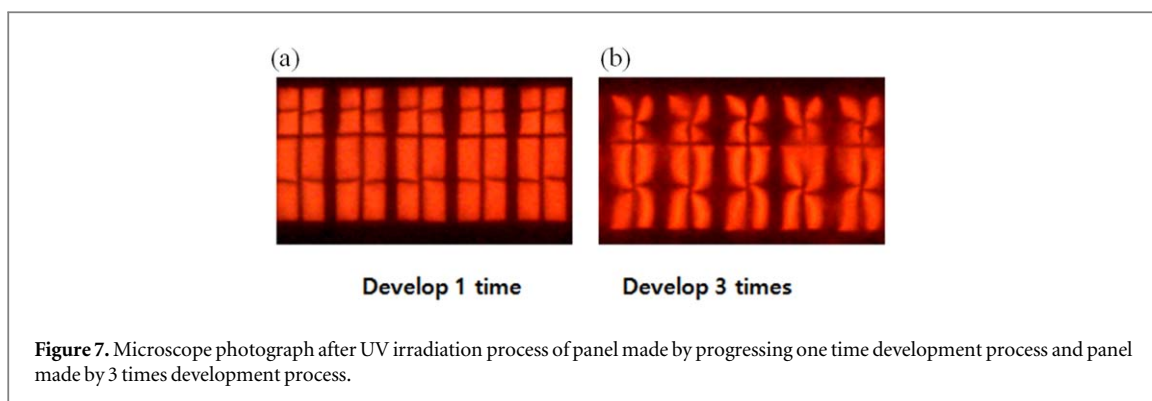 (a)
(b)
Develop 1 time
Develop 3 times
Figure 7. Microscope photograph after UV irradiation process of panel made by progressing one time development process and panel
made by 3 times development process.